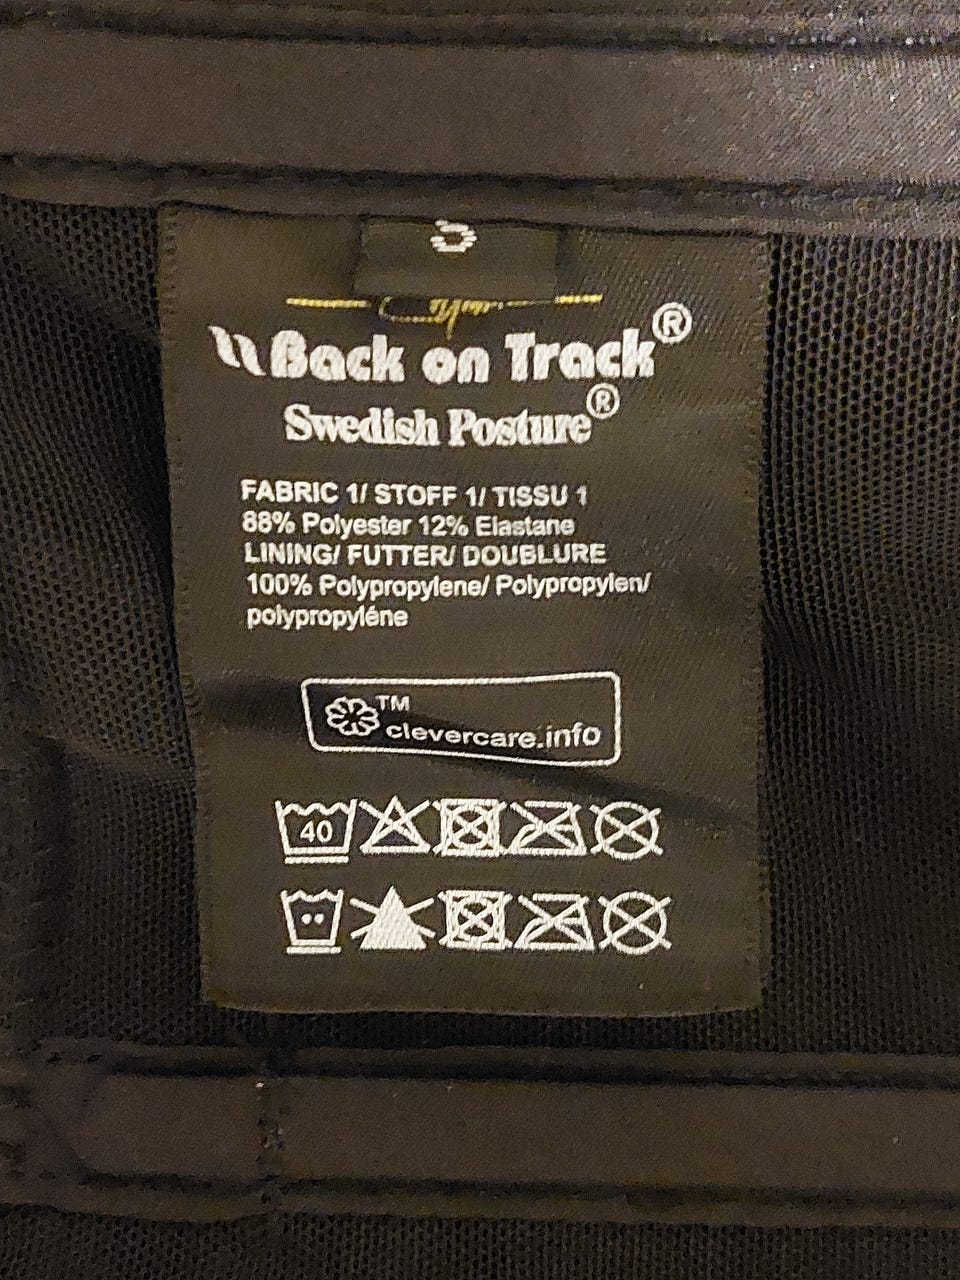 Back on Track®
Swedish Posture®
FABRIC 1/ STOFF 1/ TISSU 1
88% Polyester 12% Elastane
LINING/ FUTTER/ DOUBLURE
100% Polypropylene/ Polypropylen/
polypropyléne
TM
clevercare.info
40